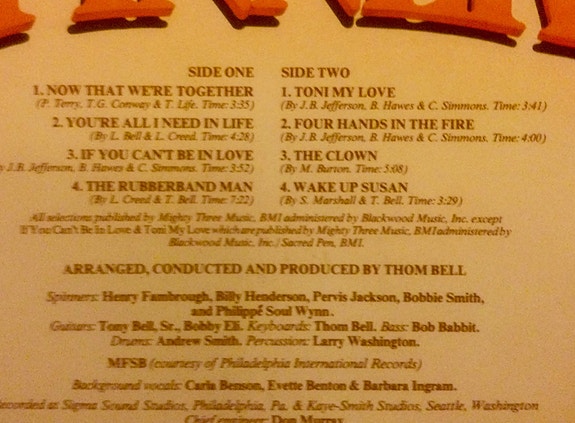 SIDE ONE
1. NOW THAT WE'RE TOGETHER
(P. Terry, T.G. Conway & T. Life. Time: 3:35)
2. YOU'RE ALL I NEED IN LIFE
(By L. Bell & L. Creed. Time: 4:28)
3. IF YOU CAN'T BE IN LOVE
y J.B. Jefferson, B. Hawes & C. Simmons. Time: 3:52)
4. THE RUBBERBAND MAN
(By L. Creed & T. Bell. Time: 7:22)
SIDE TWO
1. TONI MY LOVE
(By J.B. Jefferson, B. Hawes & C. Simmons. Time: 3:41)
2. FOUR HANDS IN THE FIRE
(By J.B. Jefferson, B. Hawes & C. Simmons. Time: 4:00)
3. THE CLOWN
(By M. Burton. Time: 5:08)
4. WAKE UP SUSAN
(By S. Marshall & T. Bell. Time: 3:29)
All selections published by Mighty Three Music, BMI administered by Blackwood Music, Inc. except
If You Can't Be In Love & Toni My Love which are published by Mighty Three Music, BMI administered by
Blackwood Music, Inc./Sacred Pen, BMI.
ARRANGED, CONDUCTED AND PRODUCED BY THOM BELL
Spinners: Henry Fambrough, Billy Henderson, Pervis Jackson, Bobbie Smith,
and Philippé Soul Wynn.
Guitars: Tony Bell, Sr., Bobby Eli. Keyboards: Thom Bell. Bass: Bob Babbit.
Drums: Andrew Smith. Percussion: Larry Washington.
MFSB (courtesy of Philadelphia International Records)
Background vocals: Carla Benson, Evette Benton & Barbara Ingram.
Recorded at: Sigma Sound Studios, Philadelphia, Pa. & Kaye-Smith Studios, Seattle, Washington
Chief engineer: Don Murray